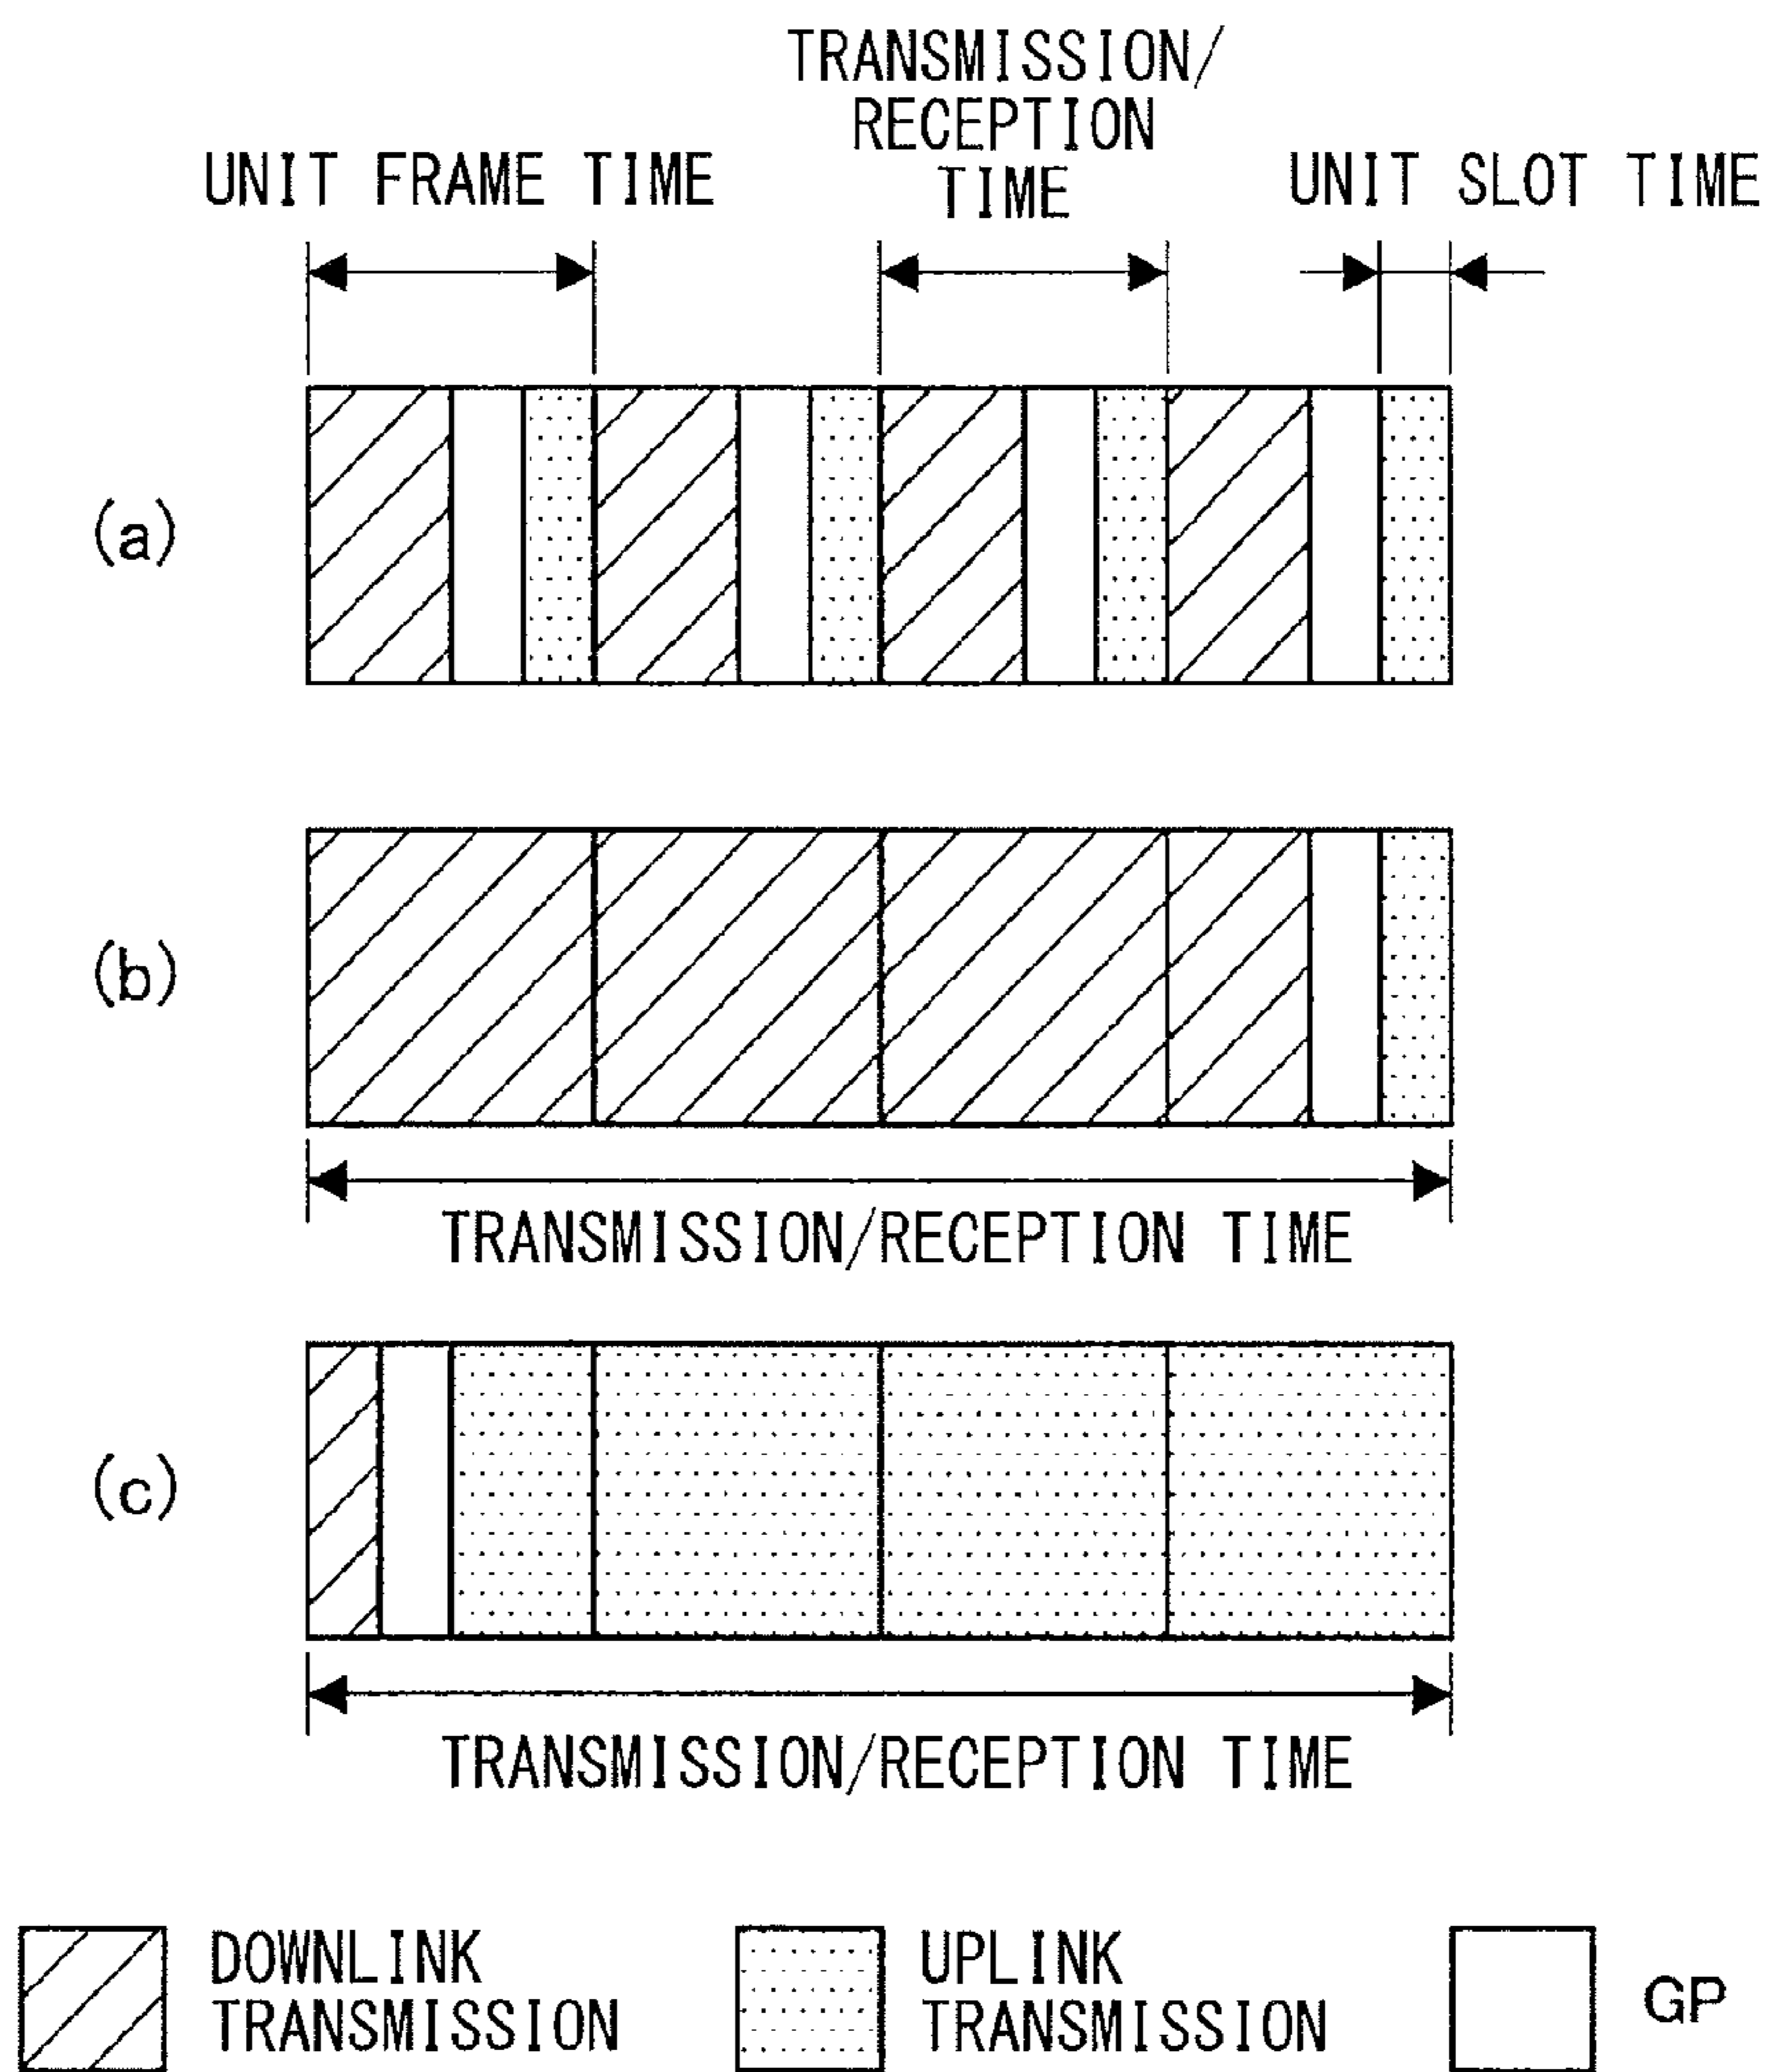 TRANSMISSION/
RECEPTION
TIME
UNIT FRAME TIME
UNIT SLOT TIME
(a)
(b)
TRANSMISSION/RECEPTION TIME
(c)
TRANSMISSION/RECEPTION TIME
DOWNLINK
TRANSMISSION
UPLINK
TRANSMISSION
GP